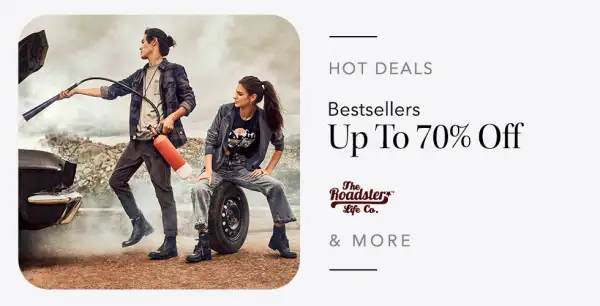 HOT DEALS
Bestsellers
Up To 70% Off
The
Roadster
Life Co.
& MORE